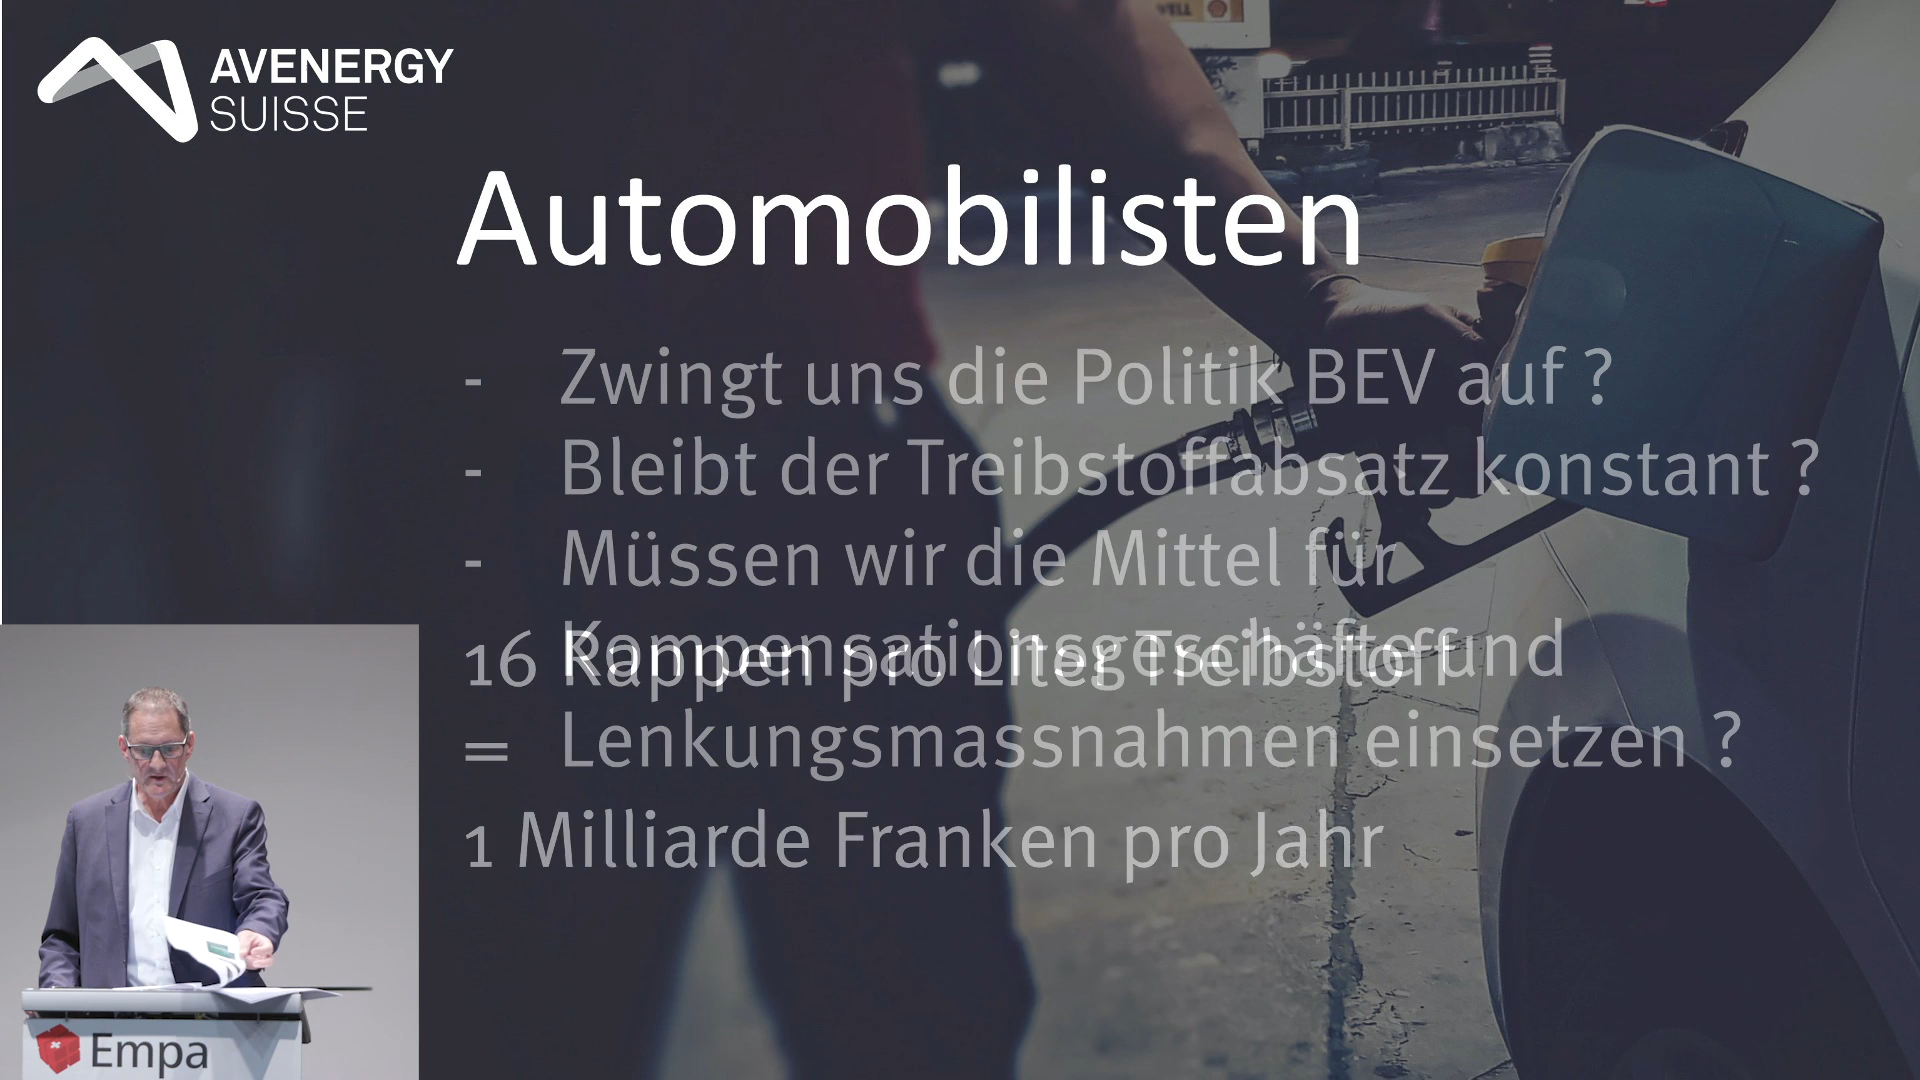 AVENERGY
SUISSE
Automobilisten
- Zwingt uns die Politik BEV auf ?
- Bleibt der Treibstoffabsatz konstant ?
- Müssen wir die Mittel für
Kompensationsgeschäfte und
16 Rappen pro Liter Treibstoff
Lenkungsmassnahmen einsetzen ?
=
1 Milliarde Franken pro Jahr
Empa